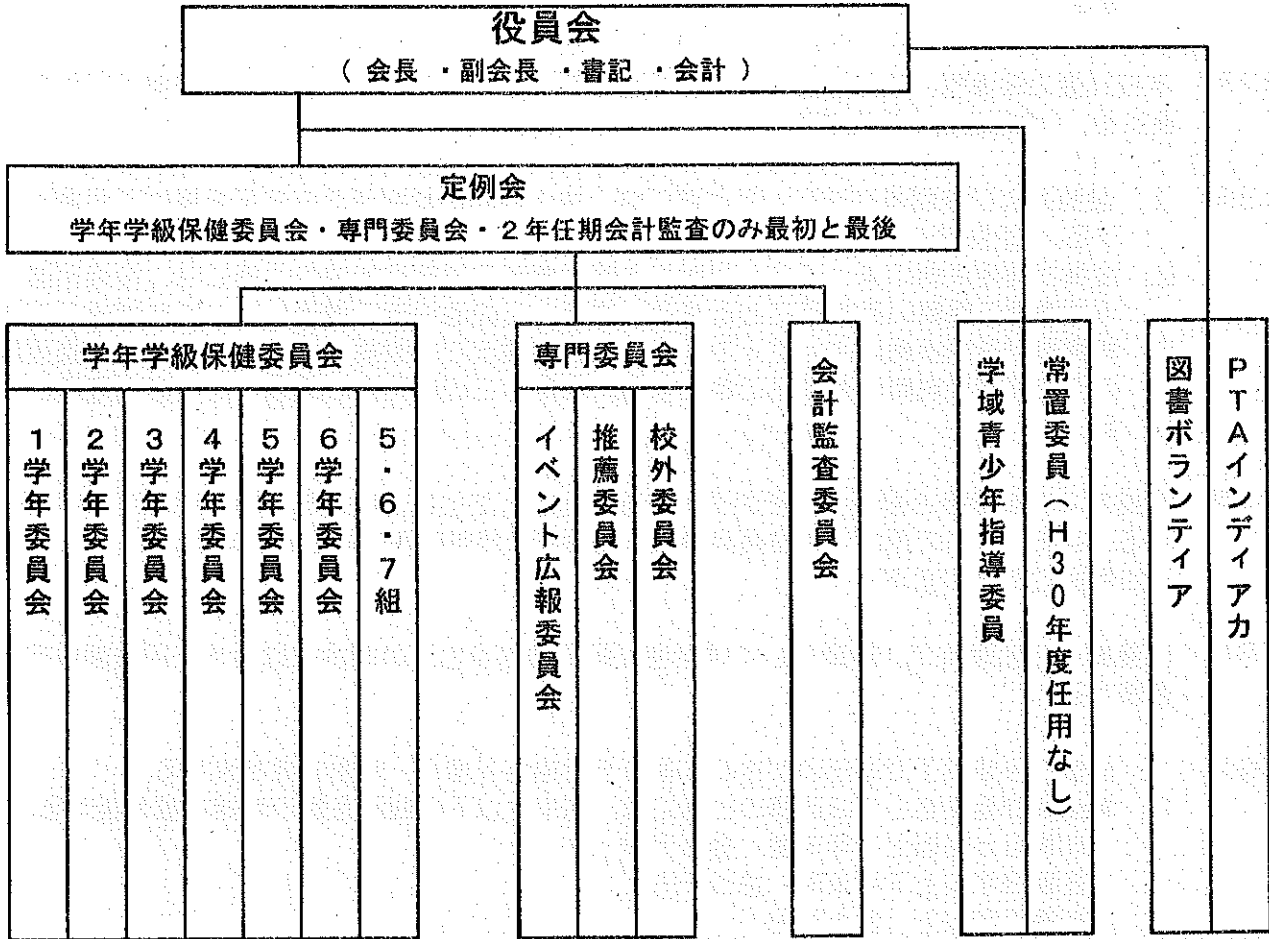 役員会
( 会長 ・副会長 ・書記 ・会計 )
定例会
学年学級保健委員会・専門委員会・2年任期会計監査のみ最初と最後
学年学級保健委員会
1学年委員会
2学年委員会
3学年委員会
4学年委員会
5学年委員会
6学年委員会
5・6・7組
専門委員会
イベント広報委員会
推薦委員会
校外委員会
会計監査委員会
学域青少年指導委員
常置委員(H30年度任用なし)
図書ボランティア
PTAインディアカ